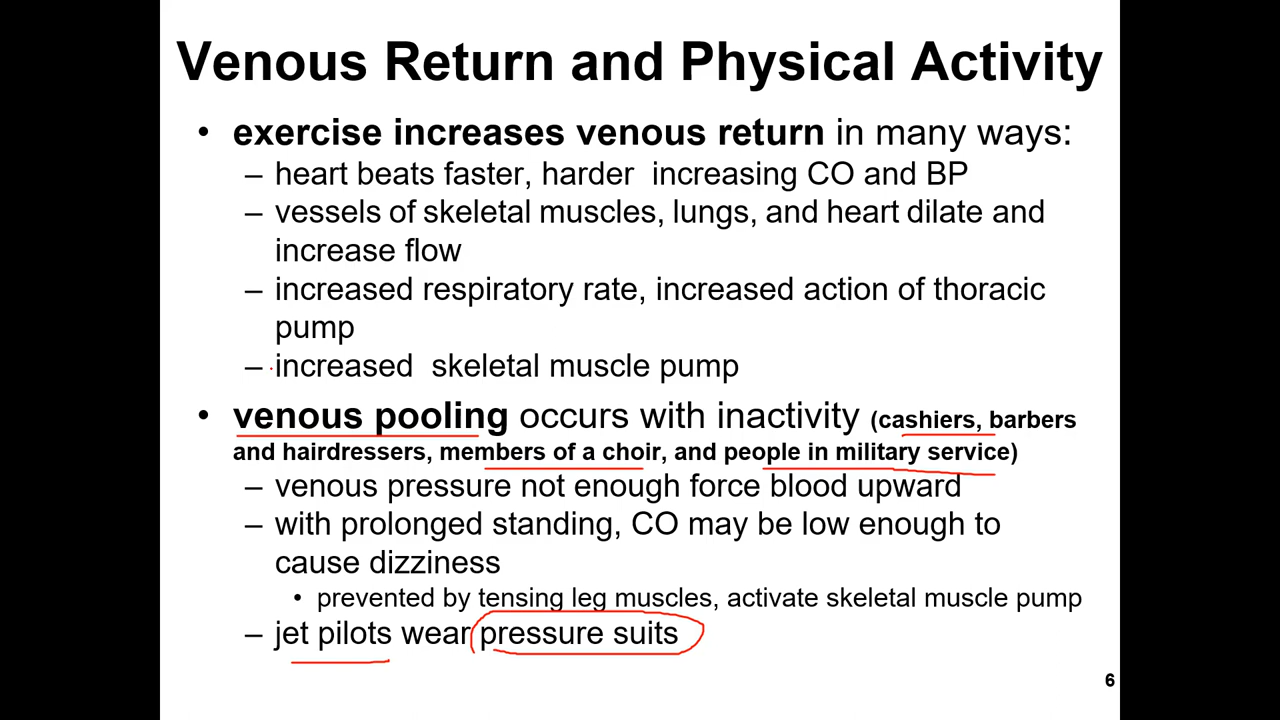 Venous Return and Physical Activity
• exercise increases venous return in many ways:
– heart beats faster, harder  increasing CO and BP
– vessels of skeletal muscles, lungs, and heart dilate and
increase flow
– increased respiratory rate, increased action of thoracic
pump
– increased  skeletal muscle pump
• venous pooling occurs with inactivity (cashiers, barbers
and hairdressers, members of a choir, and people in military service)
– venous pressure not enough force blood upward
– with prolonged standing, CO may be low enough to
cause dizziness
• prevented by tensing leg muscles, activate skeletal muscle pump
– jet pilots wear pressure suits
6